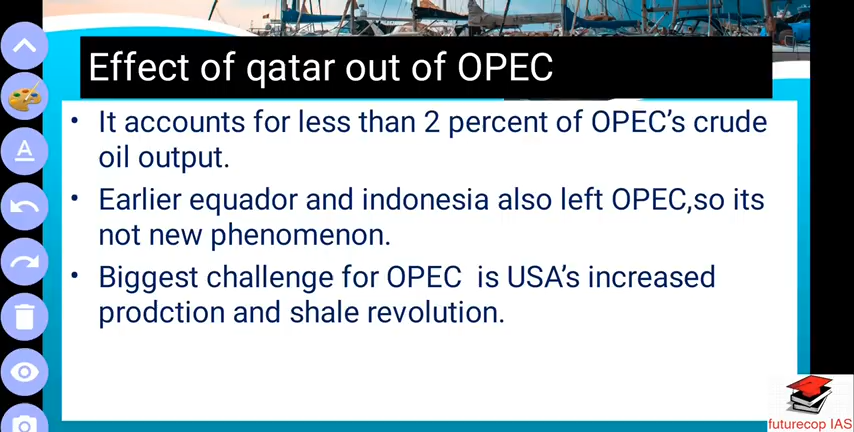 Effect of qatar out of OPEC
• It accounts for less than 2 percent of OPEC's crude
oil output.
• Earlier equador and indonesia also left OPEC,so its
not new phenomenon.
• Biggest challenge for OPEC is USA's increased
prodction and shale revolution.
A
futurecop IAS